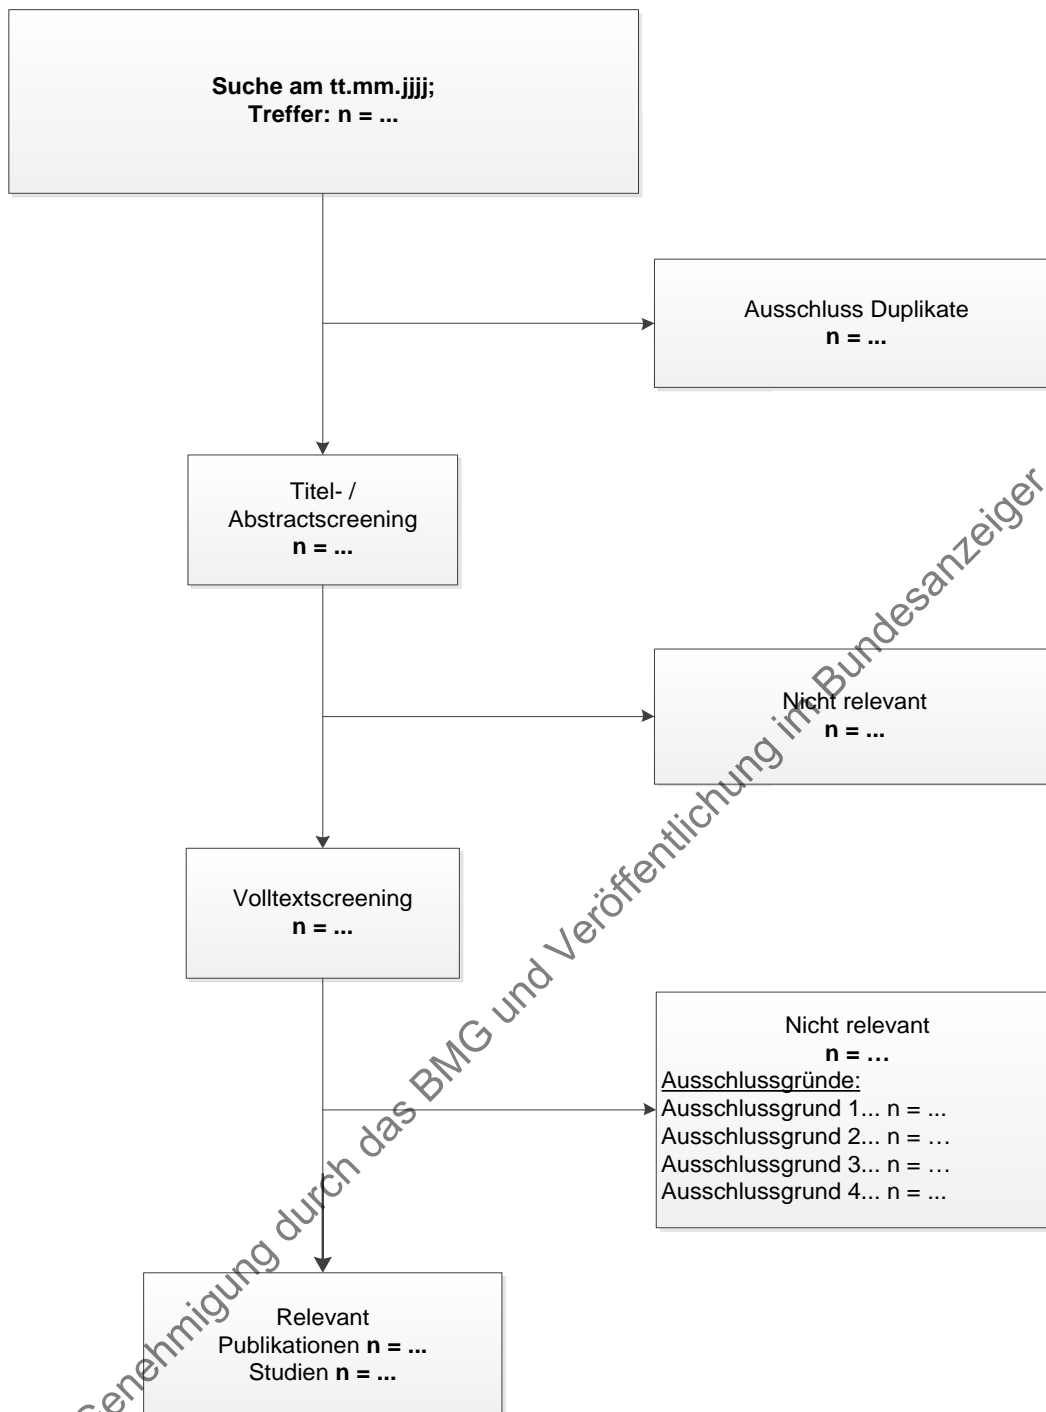 Suche am tt.mm.jjjj;
Treffer: n = ...
Ausschluss Duplikate
n = ...
Titel- /
Abstractscreening
n = ...
Nicht relevant
n = ...
Volltextscreening
n = ...
Nicht relevant
n = …
Ausschlussgründe:
Ausschlussgrund 1... n = ...
Ausschlussgrund 2... n = …
Ausschlussgrund 3... n = …
Ausschlussgrund 4... n = ...
Relevant
Publikationen n = ...
Studien n = ...
Genehmigung durch das BMG und Veröffentlichung im Bundesanzeiger